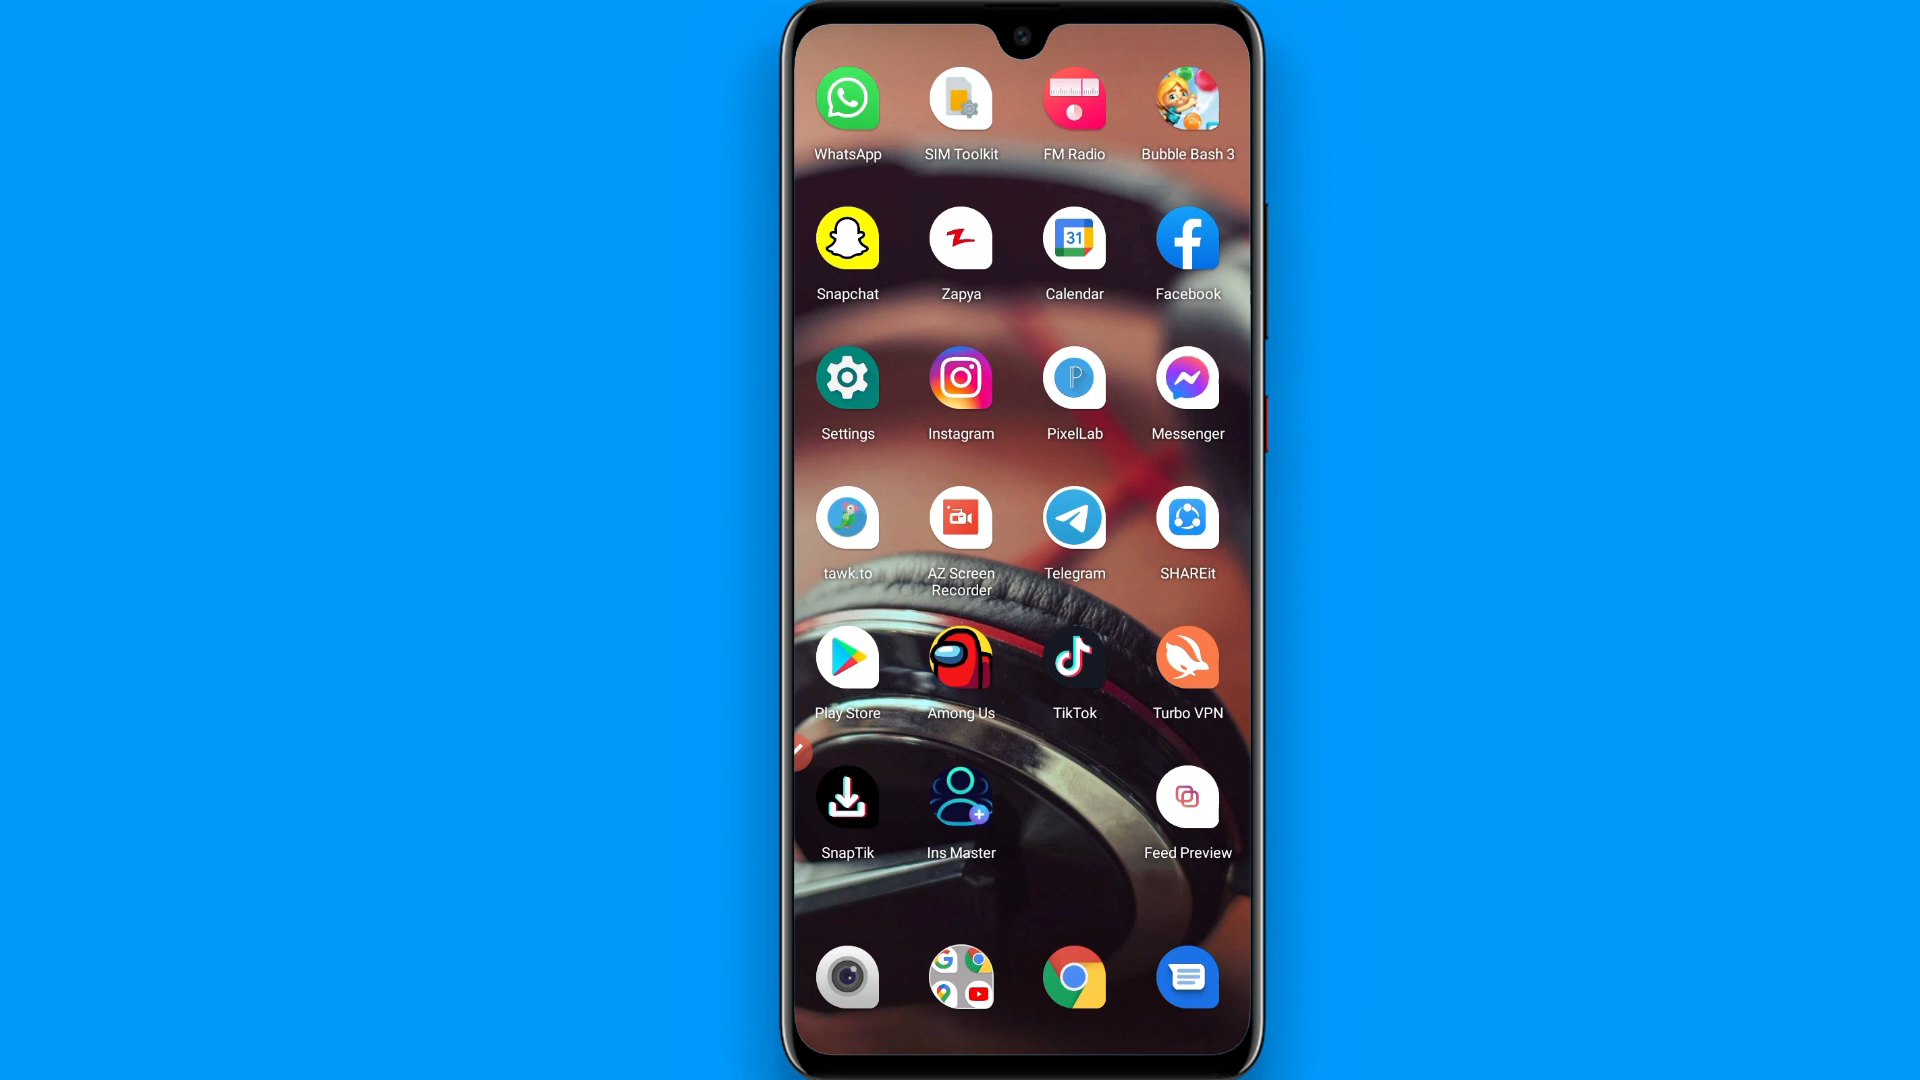 WhatsApp
SIM Toolkit
FM Radio
Bubble Bash 3
31
Snapchat
Zapya
Calendar
Facebook
P
Settings
Instagram
PixelLab
Messenger
tawk.to
AZ Screen
Recorder
Telegram
SHAREit
Play Store
Among Us
TikTok
Turbo VPN
SnapTik
Ins Master
Feed Preview